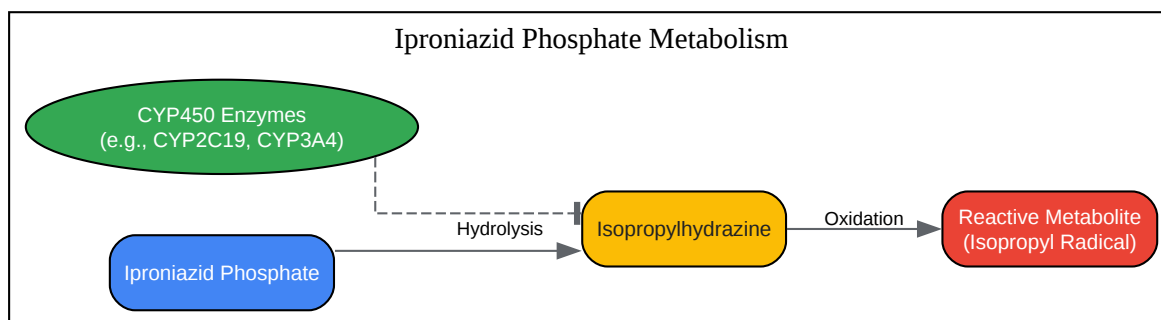 Iproniazid Phosphate Metabolism
CYP450 Enzymes
(e.g., CYP2C19, CYP3A4)
Hydrolysis
Iproniazid Phosphate
Isopropylhydrazine
Oxidation
Reactive Metabolite
(Isopropyl Radical)